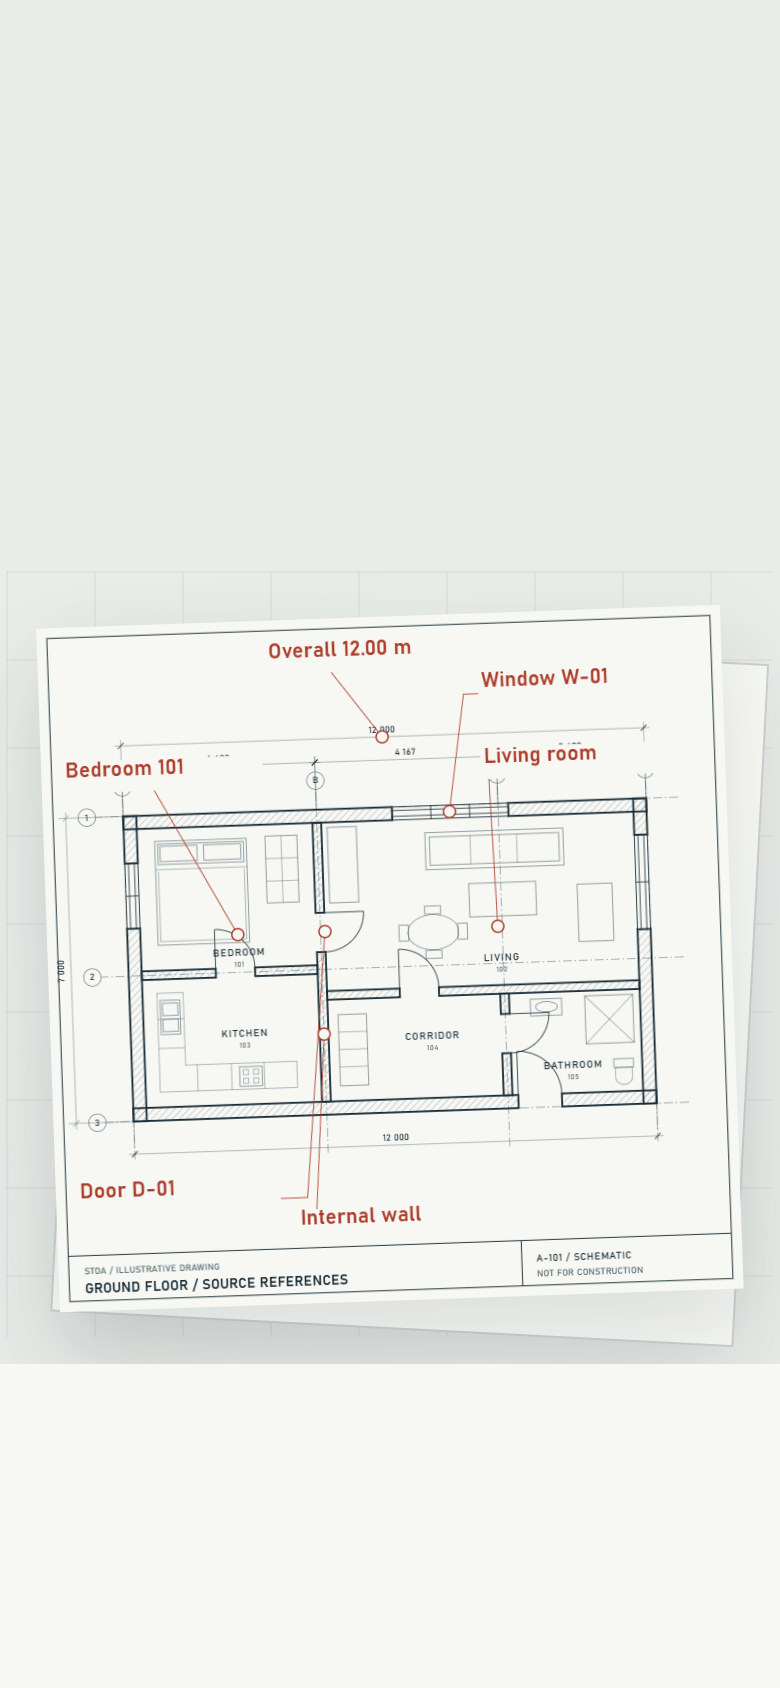 Overall 12.00 m
Window W-01
12 000
4 167
Living room
Bedroom 101
B
1
BEDROOM
101
LIVING
102
2
7 000
KITCHEN
103
CORRIDOR
104
BATHROOM
105
3
12 000
Door D-01
Internal wall
STOA / ILLUSTRATIVE DRAWING
GROUND FLOOR / SOURCE REFERENCES
A-101 / SCHEMATIC
NOT FOR CONSTRUCTION